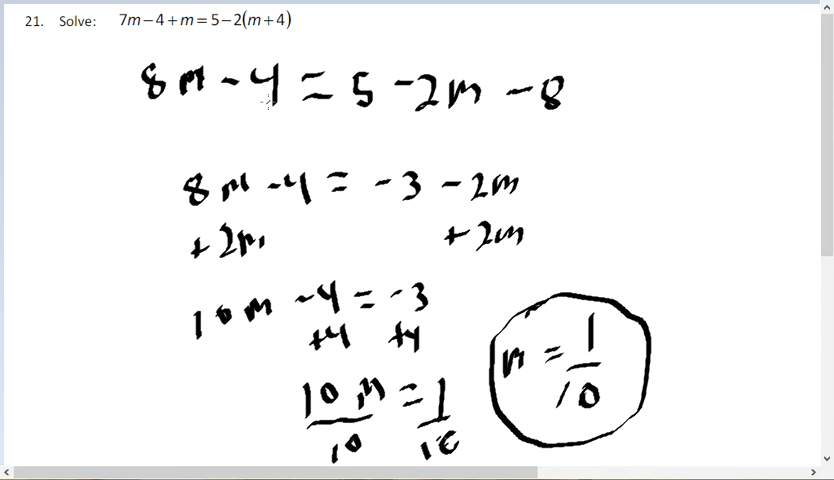 21. Solve: 7m−4+m=5−2(m+4)
8m - 4 = 5 - 2m - 8
8m - 4 = -3 - 2m
+2m +2m
10m - 4 = -3
+4 +4
m = 1/10
10m = 1
10 10